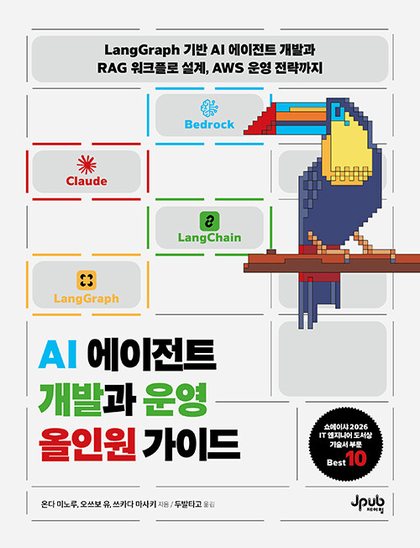 LangGraph 기반 AI 에이전트 개발과
RAG 워크플로 설계, AWS 운영 전략까지
Bedrock
Claude
LangChain
LangGraph
AI 에이전트
개발과 운영
올인원 가이드
쇼에이샤 2026
IT 엔지니어 도서상
기술서 부문
Best 10
온다 미노루, 오쓰보 유, 쓰카다 마사키 지음 / 두발타고 옮김
Jpub
제이펍